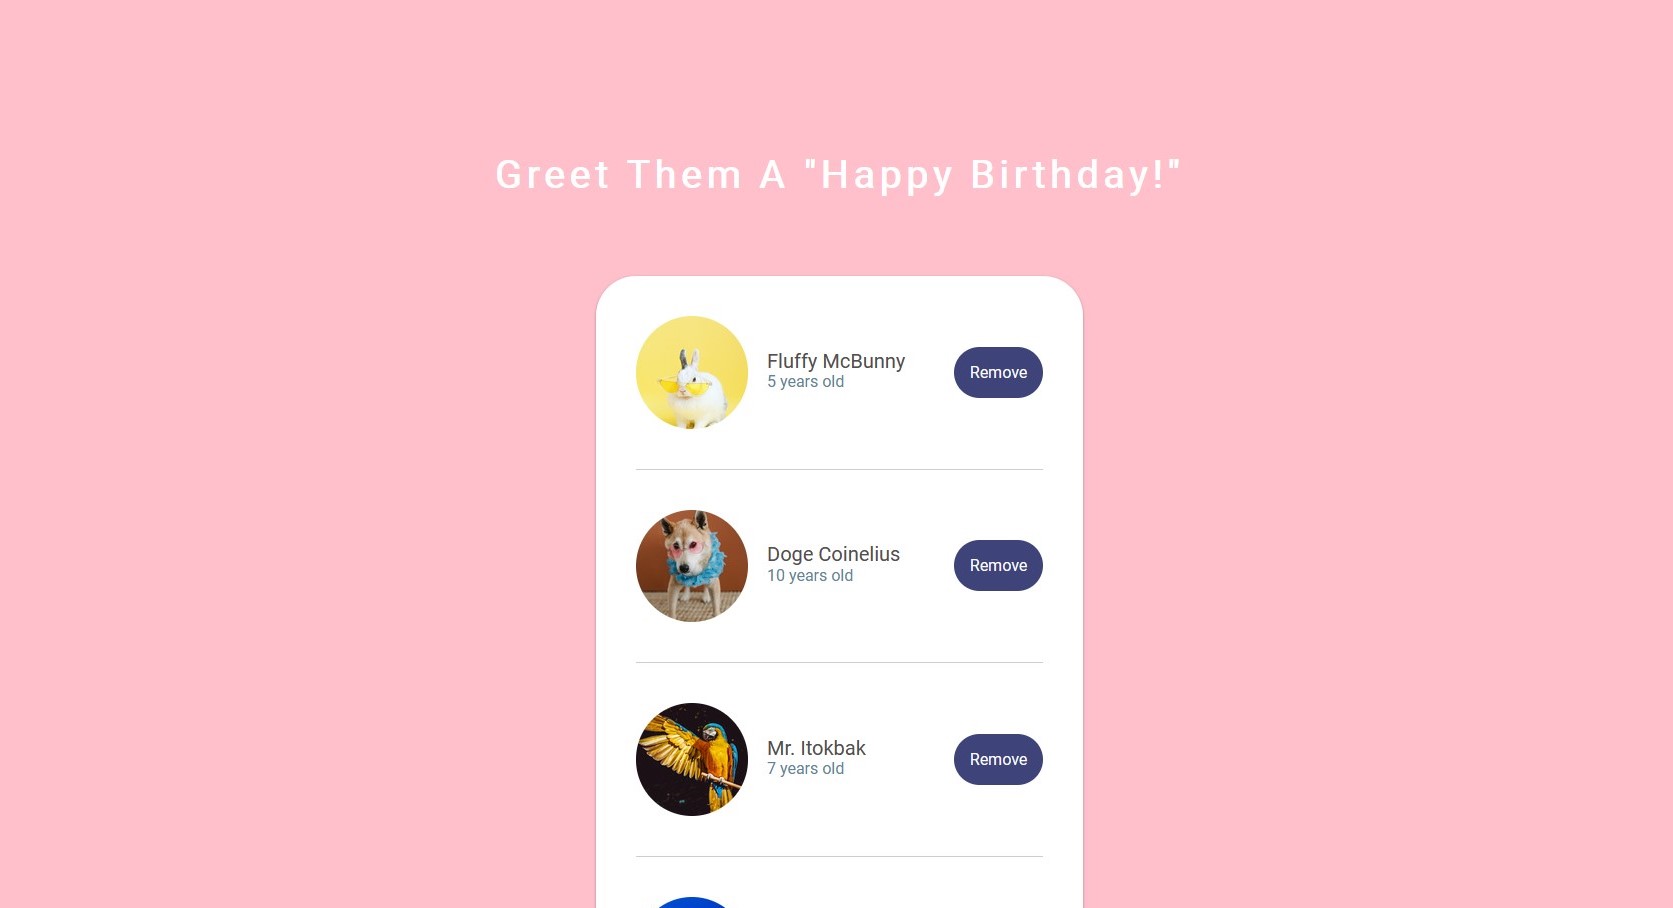 Greet Them A "Happy Birthday!"
Fluffy McBunny
5 years old
Remove
Doge Coinelius
10 years old
Remove
Mr. Itokbak
7 years old
Remove